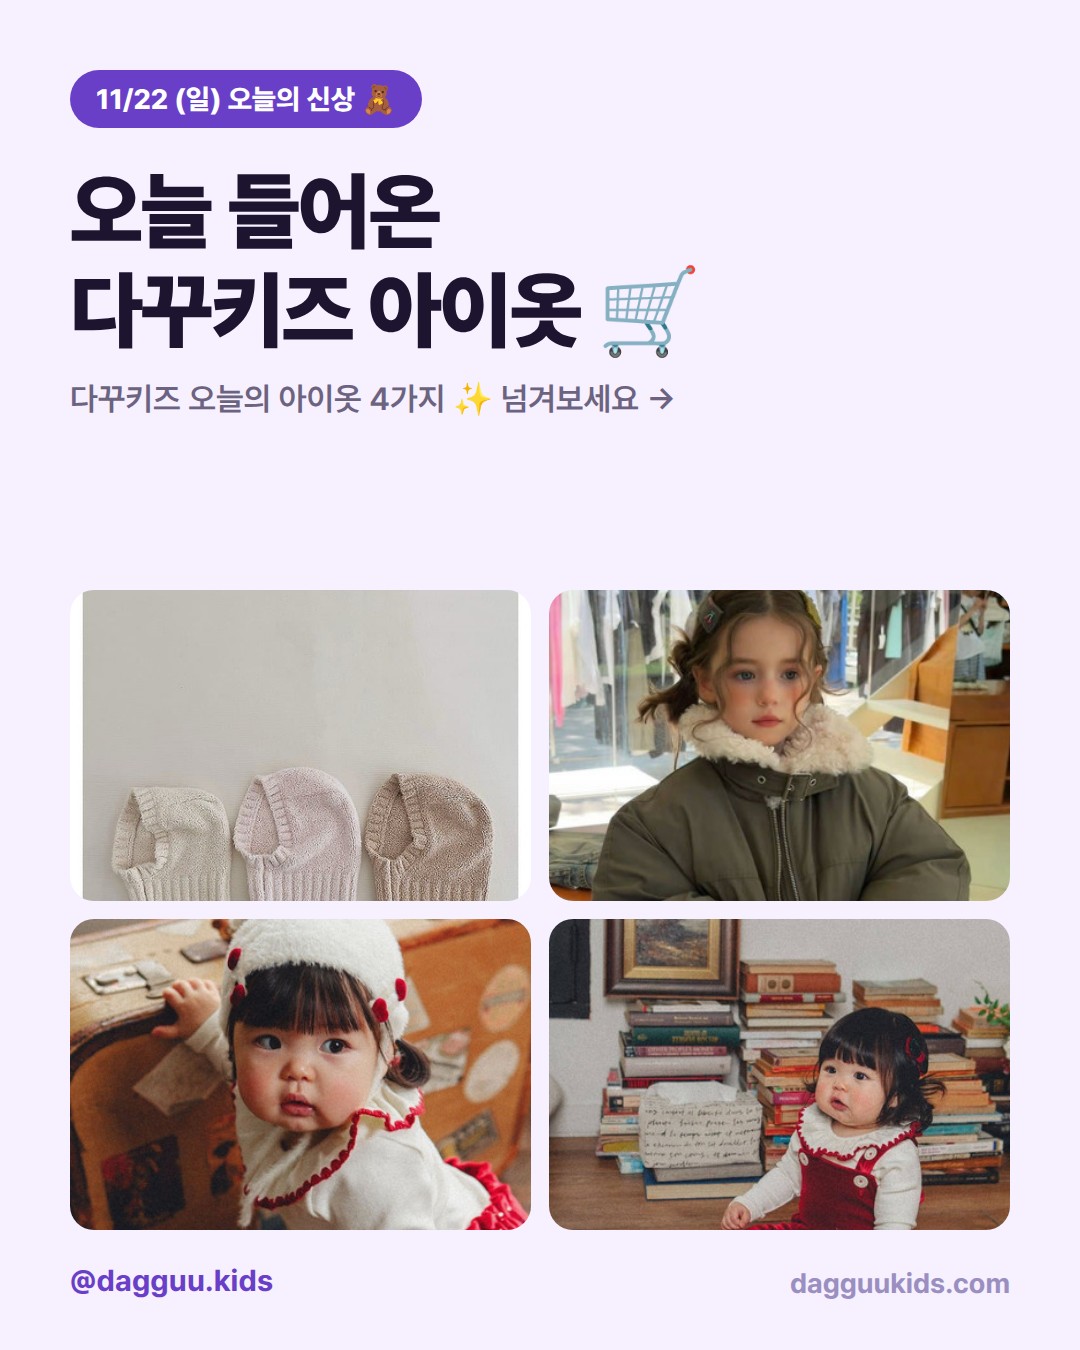 11/22 (일) 오늘의 신상 🧸
오늘 들어온
다꾸키즈 아이옷 🛒
다꾸키즈 오늘의 아이옷 4가지 ✨ 넘겨보세요 →
@dagguu.kids
dagguukids.com